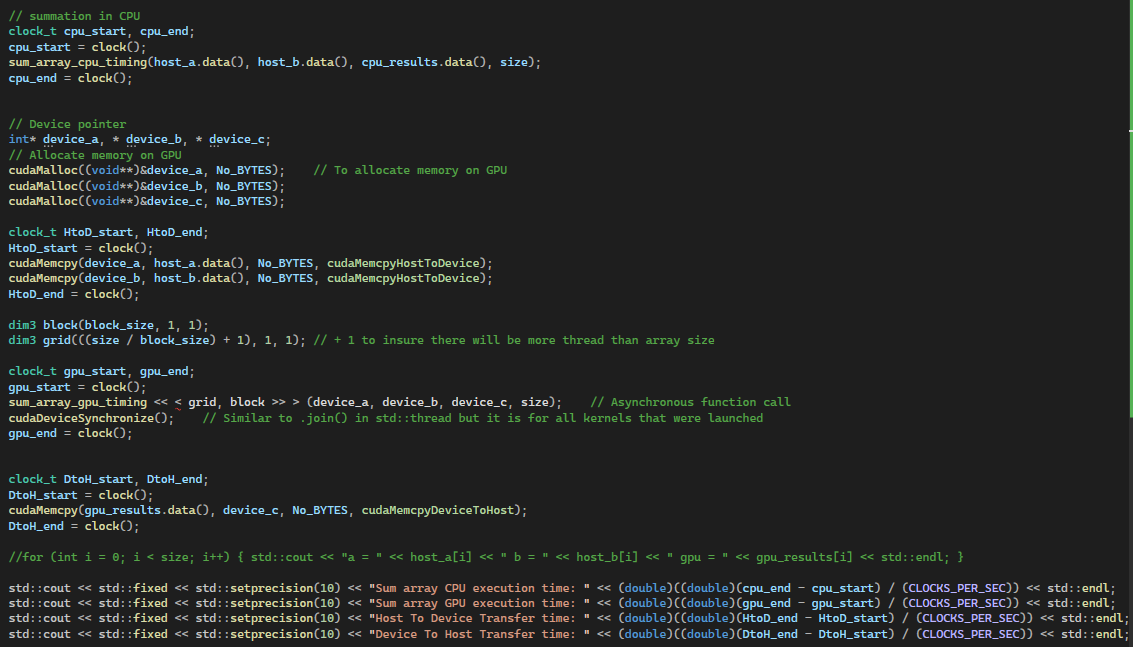 // summation in CPU
clock_t cpu_start, cpu_end;
cpu_start = clock();
sum_array_cpu_timing(host_a.data(), host_b.data(), cpu_results.data(), size);
cpu_end = clock();
// Device pointer
int* device_a, * device_b, * device_c;
// Allocate memory on GPU
cudaMalloc((void**)&device_a, No_BYTES);    // To allocate memory on GPU
cudaMalloc((void**)&device_b, No_BYTES);
cudaMalloc((void**)&device_c, No_BYTES);
clock_t HtoD_start, HtoD_end;
HtoD_start = clock();
cudaMemcpy(device_a, host_a.data(), No_BYTES, cudaMemcpyHostToDevice);
cudaMemcpy(device_b, host_b.data(), No_BYTES, cudaMemcpyHostToDevice);
HtoD_end = clock();
dim3 block(block_size, 1, 1);
dim3 grid(((size / block_size) + 1), 1, 1); // + 1 to insure there will be more thread than array size
clock_t gpu_start, gpu_end;
gpu_start = clock();
sum_array_gpu_timing << < grid, block >> > (device_a, device_b, device_c, size);    // Asynchronous function call
cudaDeviceSynchronize();    // Similar to .join() in std::thread but it is for all kernels that were launched
gpu_end = clock();
clock_t DtoH_start, DtoH_end;
DtoH_start = clock();
cudaMemcpy(gpu_results.data(), device_c, No_BYTES, cudaMemcpyDeviceToHost);
DtoH_end = clock();
//for (int i = 0; i < size; i++) { std::cout << "a = " << host_a[i] << " b = " << host_b[i] << " gpu = " << gpu_results[i] << std::endl; }
std::cout << std::fixed << std::setprecision(10) << "Sum array CPU execution time: " << (double)((double)(cpu_end - cpu_start) / (CLOCKS_PER_SEC)) << std::endl;
std::cout << std::fixed << std::setprecision(10) << "Sum array GPU execution time: " << (double)((double)(gpu_end - gpu_start) / (CLOCKS_PER_SEC)) << std::endl;
std::cout << std::fixed << std::setprecision(10) << "Host To Device Transfer time: " << (double)((double)(HtoD_end - HtoD_start) / (CLOCKS_PER_SEC)) << std::endl;
std::cout << std::fixed << std::setprecision(10) << "Device To Host Transfer time: " << (double)((double)(DtoH_end - DtoH_start) / (CLOCKS_PER_SEC)) << std::endl;